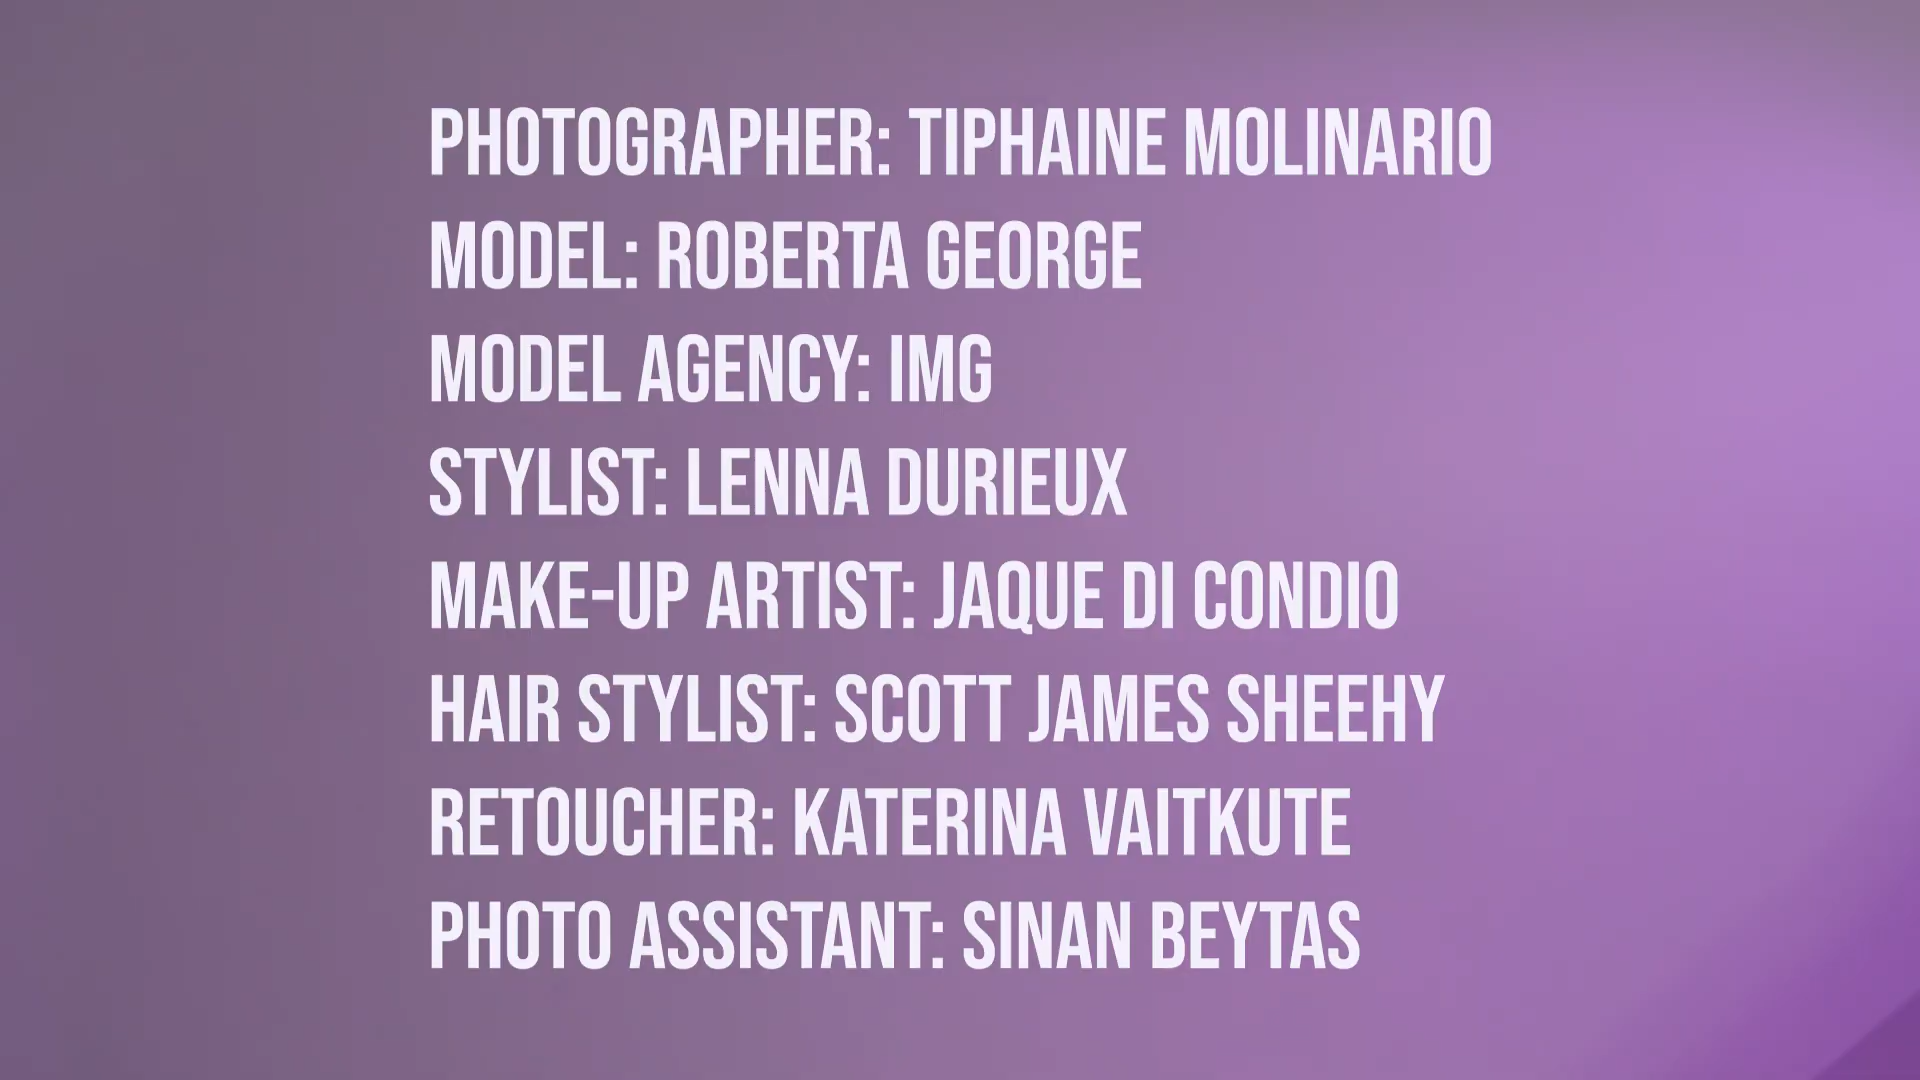 PHOTOGRAPHER: TIPHAINE MOLINARIO
MODEL: ROBERTA GEORGE
MODEL AGENCY: IMG
STYLIST: LENNA DURIEUX
MAKE-UP ARTIST: JAQUE DI CONDIO
HAIR STYLIST: SCOTT JAMES SHEEHY
RETOUCHER: KATERINA VAITKUTE
PHOTO ASSISTANT: SINAN BEYTAS